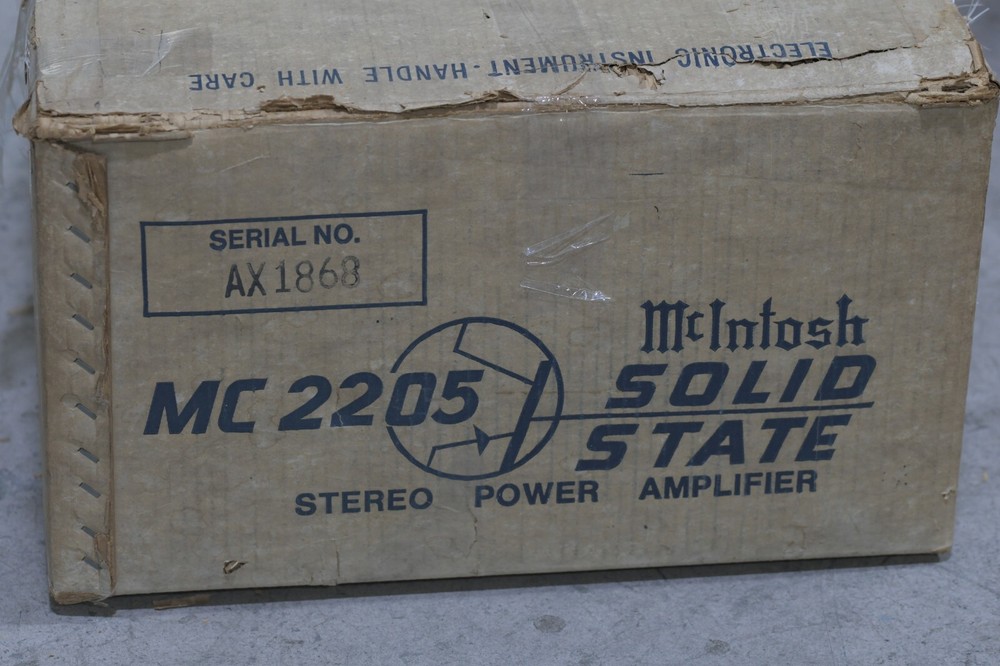 ELECTRONIC INSTRUMENT-HANDLE WITH CARE
SERIAL NO.
AX1868
McIntosh
MC 2205
SOLID
STATE
STEREO POWER AMPLIFIER